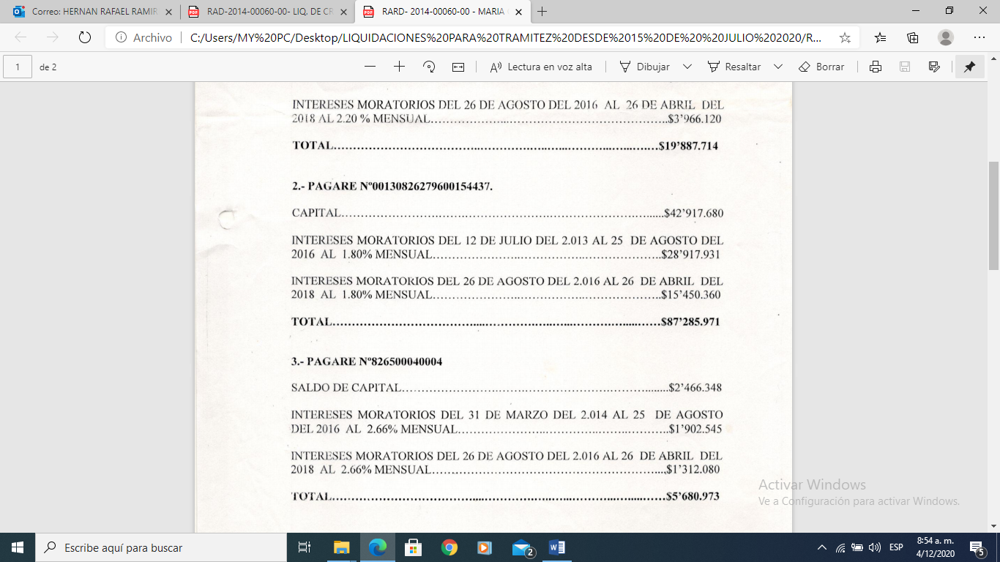 Correo: HERNAN RAFAEL RAMIR
RAD-2014-00060-00- LIQ. DE CR
RARD- 2014-00060-00 - MARIA
Archivo C:/Users/MY%20PC/Desktop/LIQUIDACIONES%20PARA%20TRAMITEZ%20DESDE%2015%20DE%20%20JULIO%202020/R...
1 de 2 Lectura en voz alta Dibujar Resaltar Borrar
INTERESES MORATORIOS DEL 26 DE AGOSTO DEL 2016 AL 26 DE ABRIL DEL
2018 AL 2.20 % MENSUAL……………………………………………………$3’966.120
TOTAL……………………………………………………………………$19’887.714
2.- PAGARE Nº00130826279600154437.
CAPITAL……………………………………………………………………$42’917.680
INTERESES MORATORIOS DEL 12 DE JULIO DEL 2.013 AL 25 DE AGOSTO DEL
2016 AL 1.80% MENSUAL……………………………………………………$28’917.931
INTERESES MORATORIOS DEL 26 DE AGOSTO DEL 2.016 AL 26 DE ABRIL DEL
2018 AL 1.80% MENSUAL……………………………………………………$15’450.360
TOTAL……………………………………………………………………$87’285.971
3.- PAGARE Nº826500040004
SALDO DE CAPITAL……………………………………………………………$2’466.348
INTERESES MORATORIOS DEL 31 DE MARZO DEL 2.014 AL 25 DE AGOSTO
DEL 2016 AL 2.66% MENSUAL………………………………………………$1’902.545
INTERESES MORATORIOS DEL 26 DE AGOSTO DEL 2.016 AL 26 DE ABRIL DEL
2018 AL 2.66% MENSUAL……………………………………………………$1’312.080
TOTAL……………………………………………………………………$5’680.973
Activar Windows
Ve a Configuración para activar Windows.
Escribe aquí para buscar
2
ESP
8:54 a. m.
4/12/2020
5